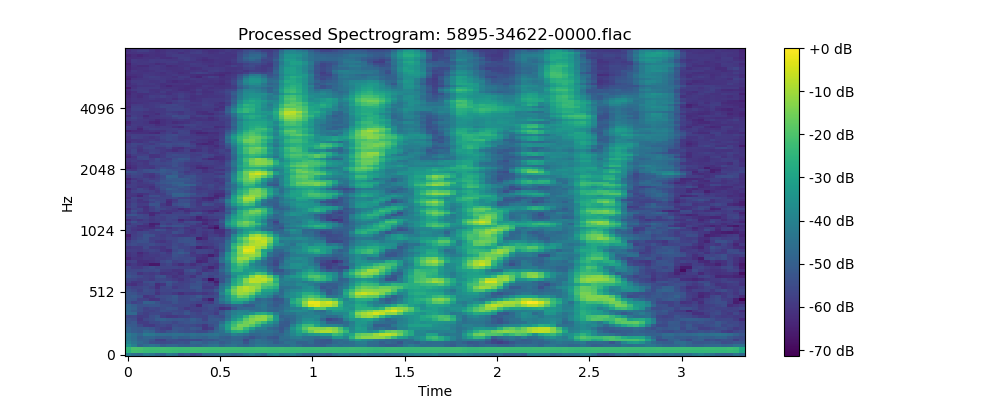 Processed Spectrogram: 5895-34622-0000.flac
Hz
4096
2048
1024
512
0
0
0.5
1
1.5
2
2.5
3
Time
+0 dB
-10 dB
-20 dB
-30 dB
-40 dB
-50 dB
-60 dB
-70 dB